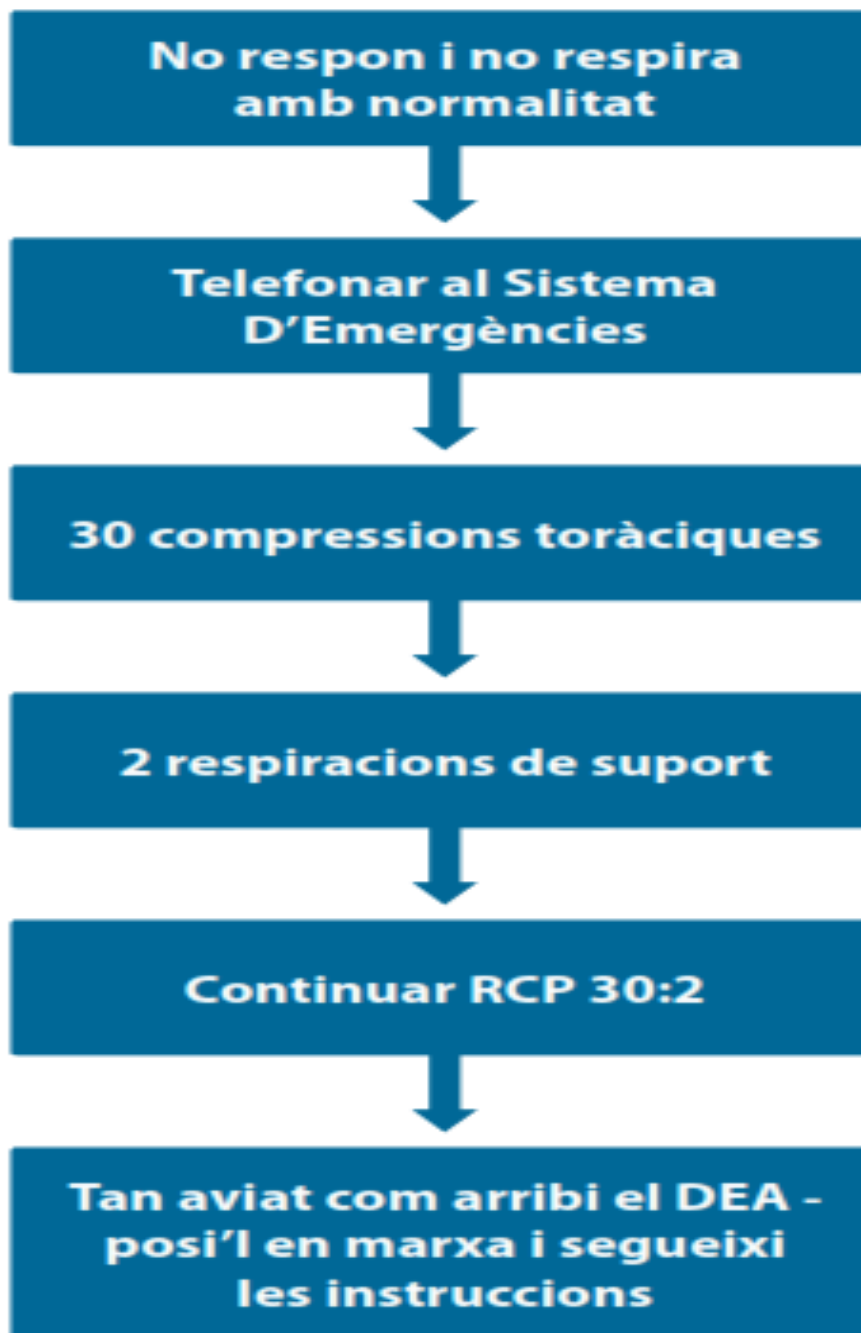 No respon i no respira
amb normalitat
Telefonar al Sistema
D'Emergències
30 compressions toràciques
2 respiracions de suport
Continuar RCP 30:2
Tan aviat com arribi el DEA -
posi'l en marxa i segueixi
les instruccions